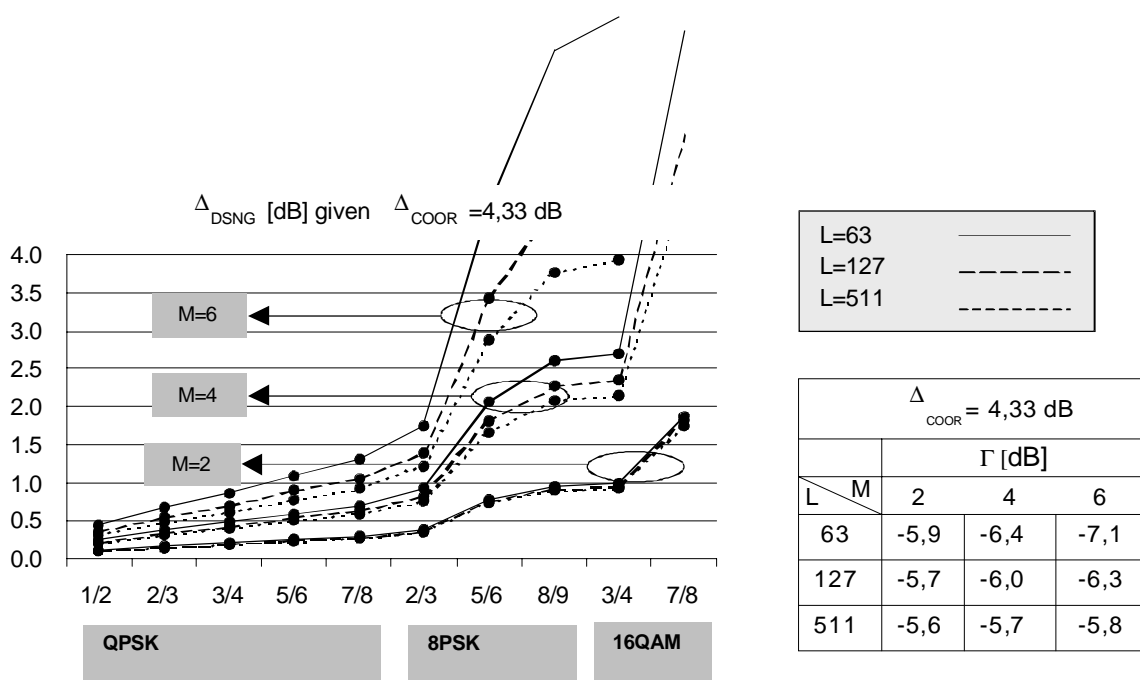 Δ DSNG [dB] given Δ COOR =4,33 dB
4.0
3.5
3.0
2.5
2.0
1.5
1.0
0.5
0.0
M=6
M=4
M=2
1/2 2/3 3/4 5/6 7/8 2/3 5/6 8/9 3/4 7/8
QPSK 8PSK 16QAM
L=63
L=127
L=511
Δ COOR = 4,33 dB
Γ [dB]
L M 2 4 6
63 -5,9 -6,4 -7,1
127 -5,7 -6,0 -6,3
511 -5,6 -5,7 -5,8